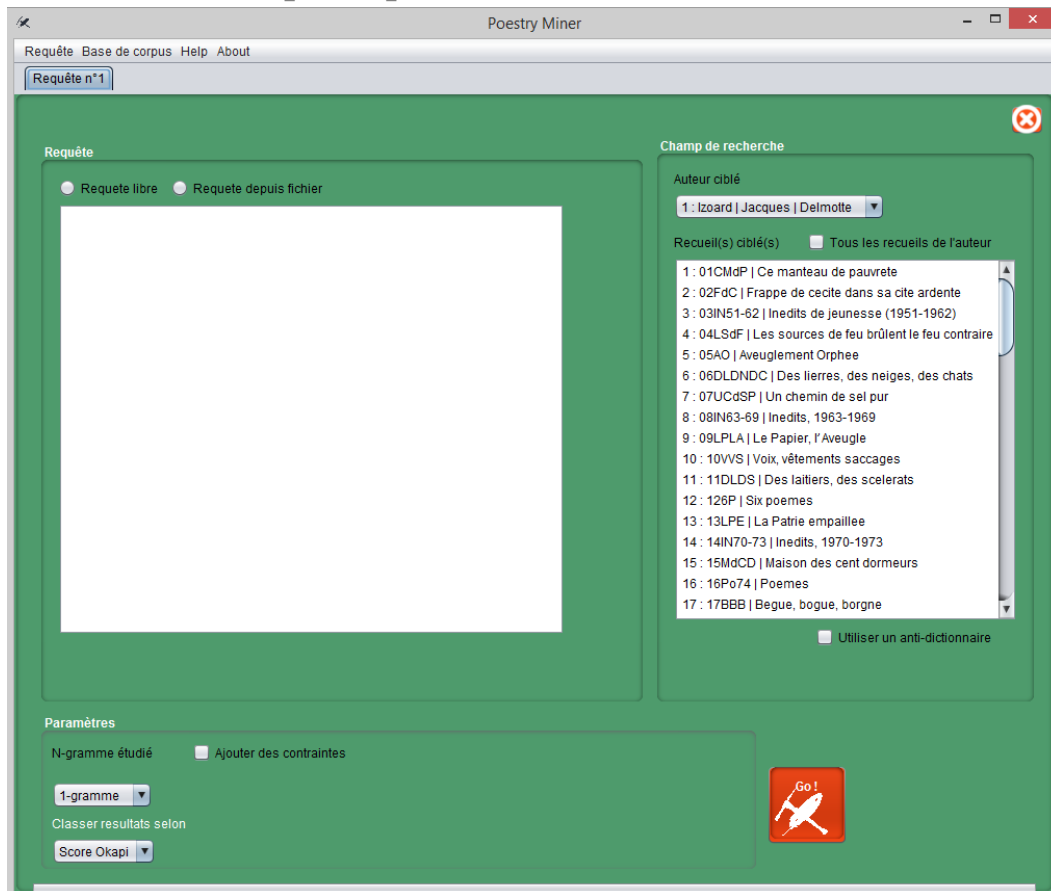 Poestry Miner
Requête Base de corpus Help About
Requête n°1
Requête
Requete libre Requete depuis fichier
Champ de recherche
Auteur ciblé
1 : Izoard | Jacques | Delmotte
Recueil(s) ciblé(s) Tous les recueils de l'auteur
1 : 01CMdP | Ce manteau de pauvrete
2 : 02FdC | Frappe de cecite dans sa cite ardente
3 : 03IN51-62 | Inedits de jeunesse (1951-1962)
4 : 04LSdF | Les sources de feu brûlent le feu contraire
5 : 05AO | Aveuglement Orphee
6 : 06DLDNDC | Des lierres, des neiges, des chats
7 : 07UCdSP | Un chemin de sel pur
8 : 08IN63-69 | Inedits, 1963-1969
9 : 09LPLA | Le Papier, l'Aveugle
10 : 10VVS | Voix, vêtements saccages
11 : 11DLDS | Des laitiers, des scelerats
12 : 126P | Six poemes
13 : 13LPE | La Patrie empaillee
14 : 14IN70-73 | Inedits, 1970-1973
15 : 15MdCD | Maison des cent dormeurs
16 : 16Po74 | Poemes
17 : 17BBB | Begue, bogue, borgne
Utiliser un anti-dictionnaire
Paramètres
N-gramme étudié Ajouter des contraintes
1-gramme
Classer resultats selon
Score Okapi
Go !